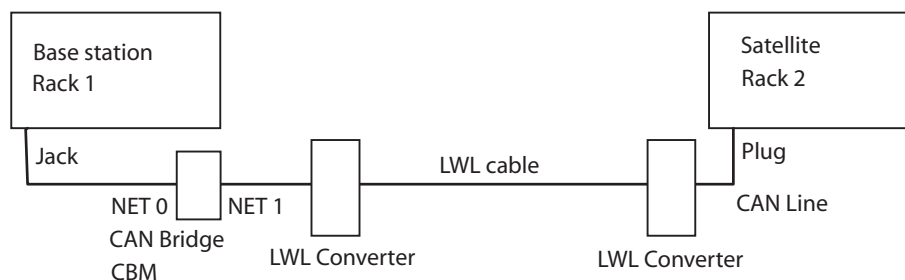 Base station
Rack 1
Satellite
Rack 2
Jack
Plug
LWL cable
NET 0
NET 1
CAN Line
CAN Bridge
CBM
LWL Converter
LWL Converter